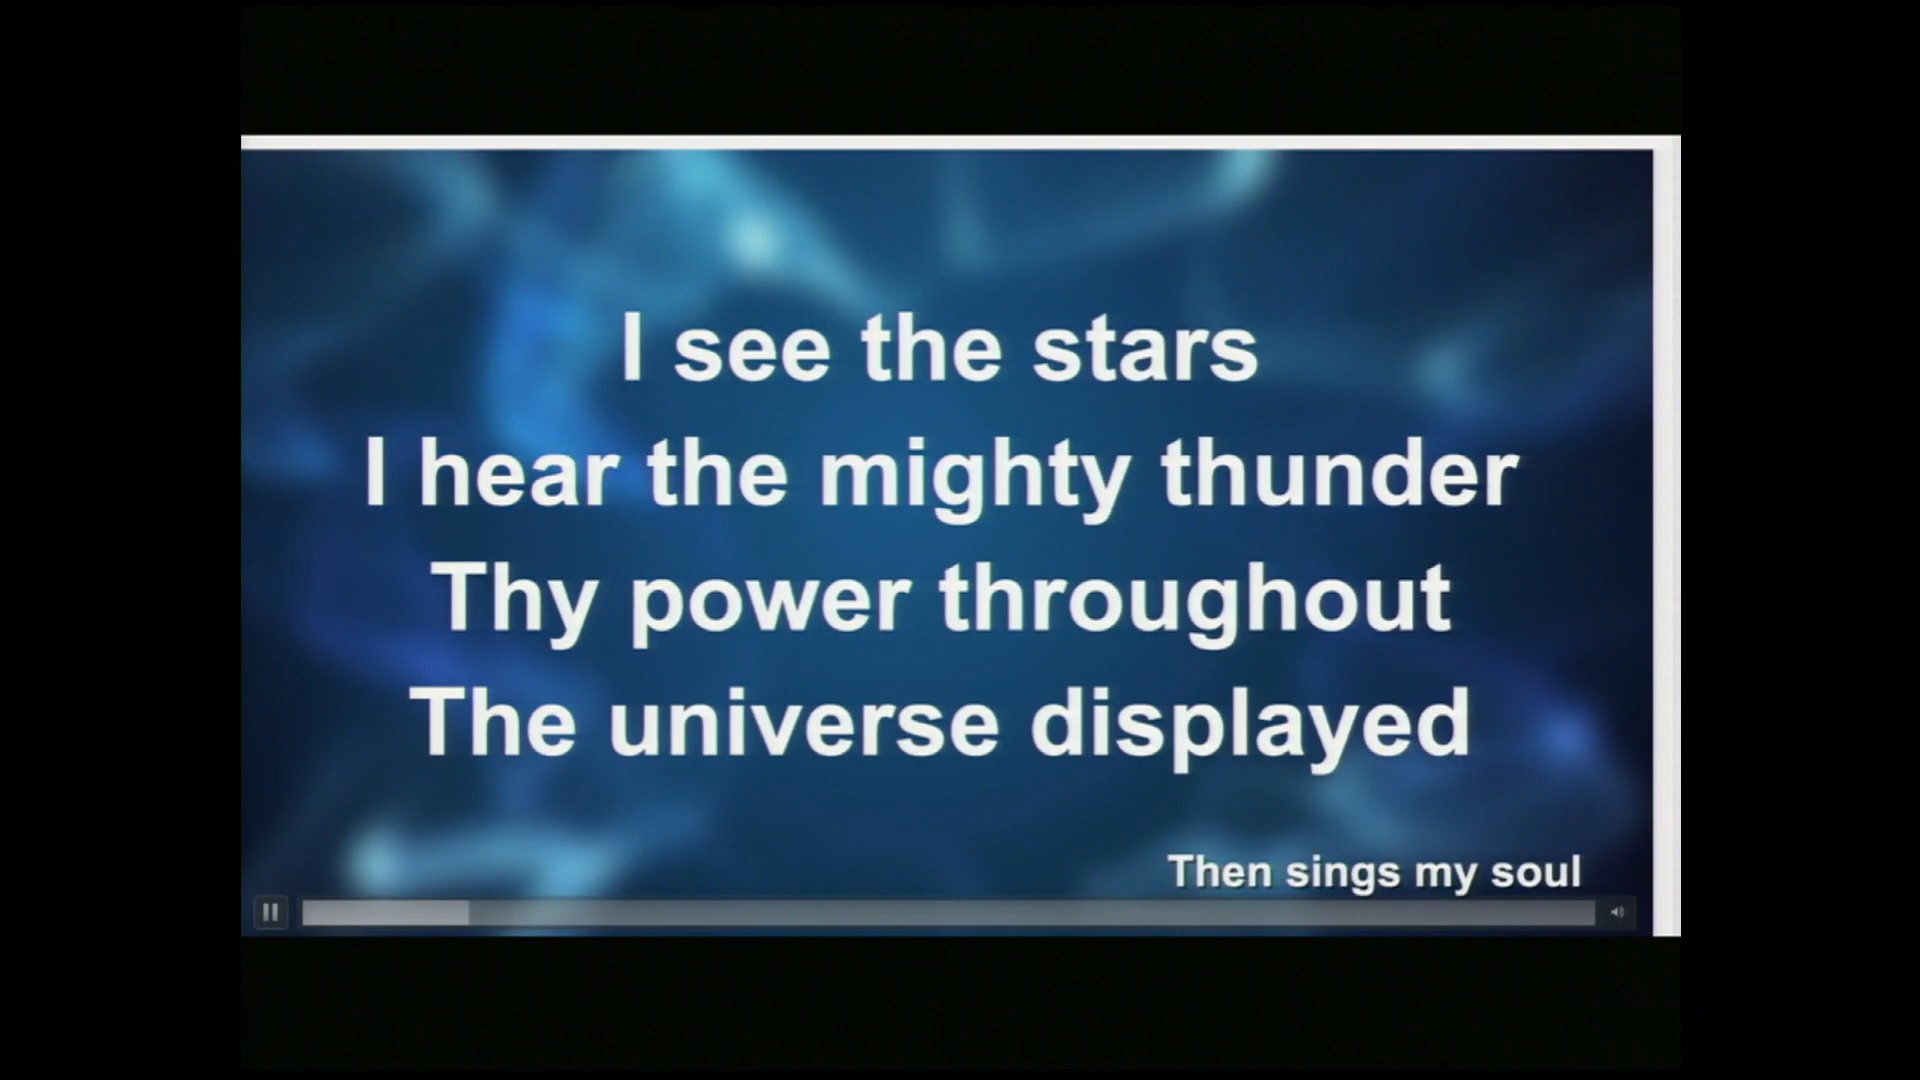 I see the stars
I hear the mighty thunder
Thy power throughout
The universe displayed
Then sings my soul